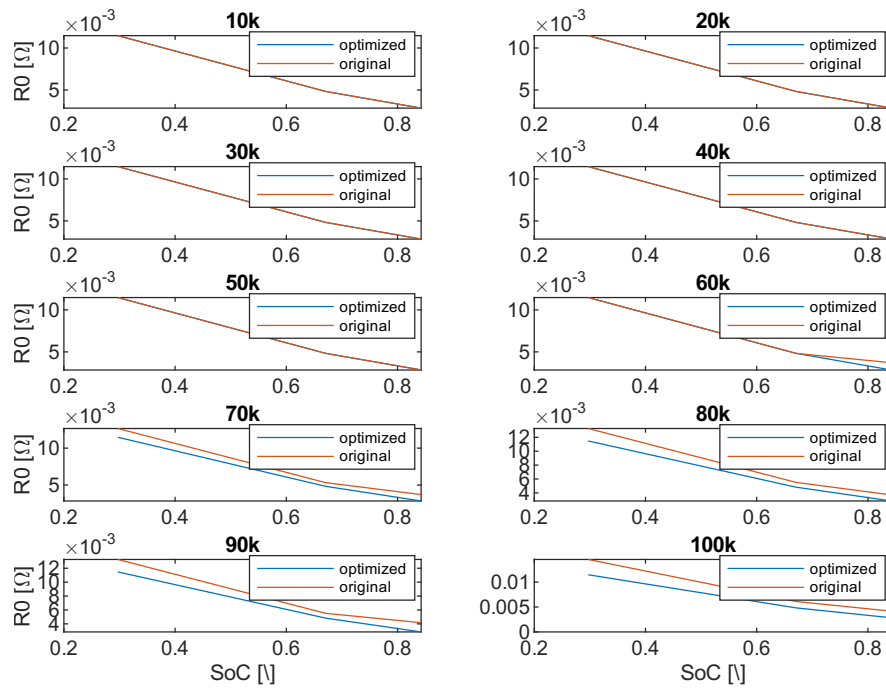 10k
×10⁻³
10
5
R0 [Ω]
optimized
original
0.2 0.4 0.6 0.8
20k
×10⁻³
10
5
optimized
original
0.2 0.4 0.6 0.8
30k
×10⁻³
10
5
R0 [Ω]
optimized
original
0.2 0.4 0.6 0.8
40k
×10⁻³
10
5
optimized
original
0.2 0.4 0.6 0.8
50k
×10⁻³
10
5
R0 [Ω]
optimized
original
0.2 0.4 0.6 0.8
60k
×10⁻³
10
5
optimized
original
0.2 0.4 0.6 0.8
70k
×10⁻³
10
5
R0 [Ω]
optimized
original
0.2 0.4 0.6 0.8
80k
×10⁻³
12
10
8
6
4
optimized
original
0.2 0.4 0.6 0.8
90k
×10⁻³
12
10
8
6
4
R0 [Ω]
optimized
original
0.2 0.4 0.6 0.8
SoC [\]
100k
0.01
0.005
0
optimized
original
0.2 0.4 0.6 0.8
SoC [\]